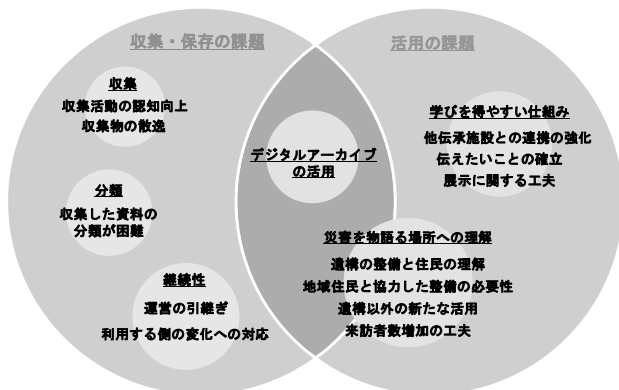 収集・保存の課題
収集
収集活動の認知向上
収集物の散逸
分類
収集した資料の
分類が困難
継続性
運営の引継ぎ
利用する側の変化への対応
デジタルアーカイブ
の活用
活用の課題
学びを得やすい仕組み
他伝承施設との連携の強化
伝えたいことの確立
展示に関する工夫
災害を物語る場所への理解
遺構の整備と住民の理解
地域住民と協力した整備の必要性
遺構以外の新たな活用
来訪者数増加の工夫